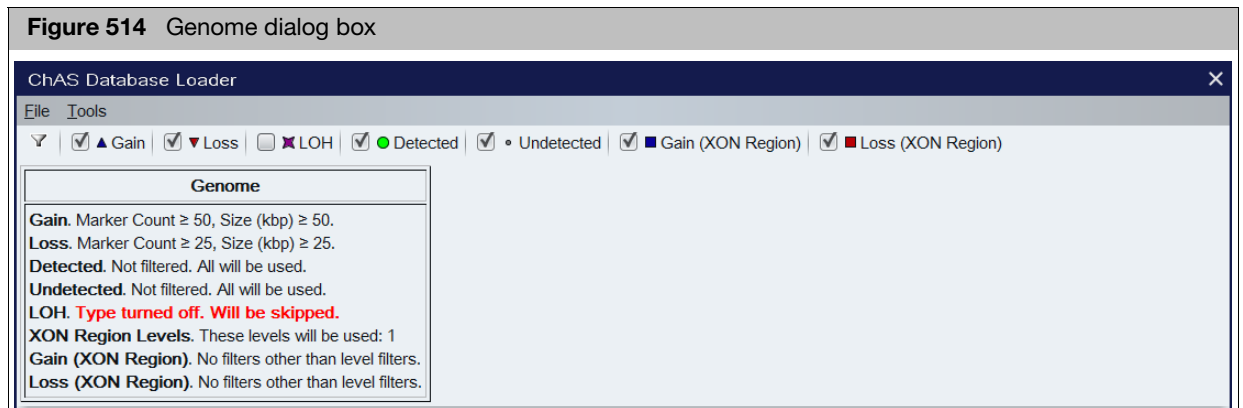 Figure 514 Genome dialog box
ChAS Database Loader
File Tools
Gain Loss LOH Detected Undetected Gain (XON Region) Loss (XON Region)
Genome
Gain. Marker Count ≥ 50, Size (kbp) ≥ 50.
Loss. Marker Count ≥ 25, Size (kbp) ≥ 25.
Detected. Not filtered. All will be used.
Undetected. Not filtered. All will be used.
LOH. Type turned off. Will be skipped.
XON Region Levels. These levels will be used: 1
Gain (XON Region). No filters other than level filters.
Loss (XON Region). No filters other than level filters.